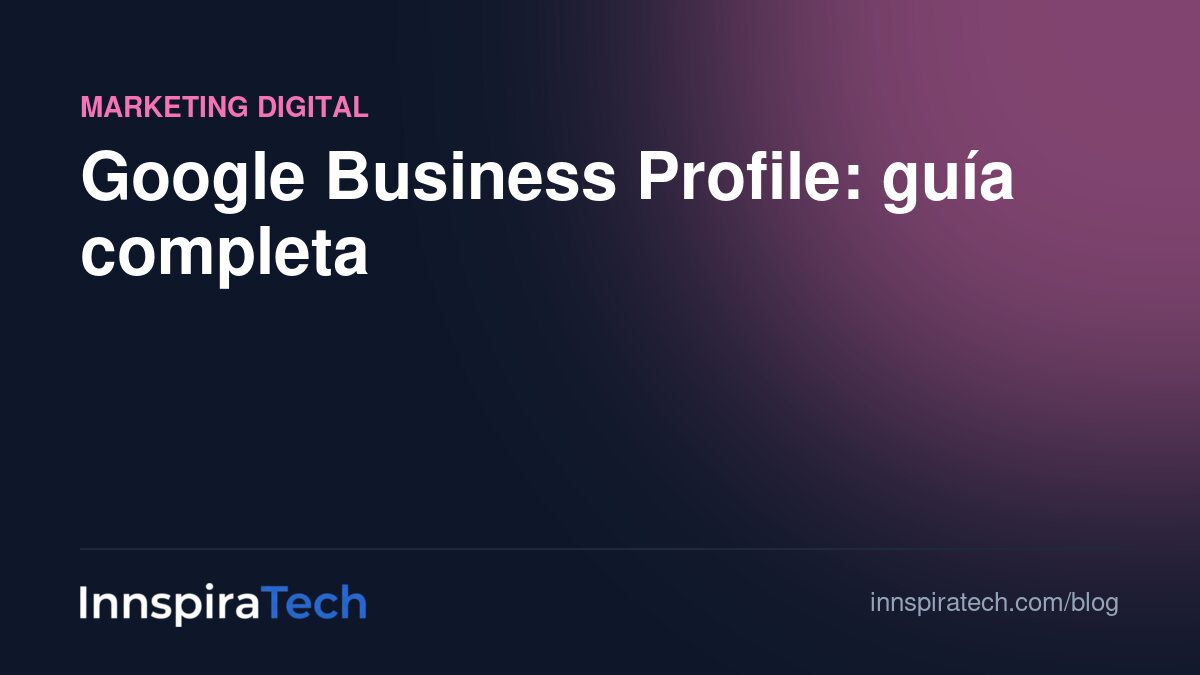 MARKETING DIGITAL
Google Business Profile: guía
completa
InnspiraTech
innspiratech.com/blog